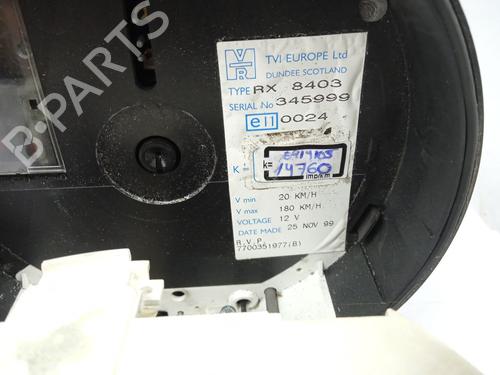 B-PARTS
VR
TVI EUROPE Ltd
DUNDEE SCOTLAND
TYPE RX 8403
SERIAL No 345999
e11 0024
K = k= 14760
imp/km
V min 20 KM/H
V max 180 KM/H
VOLTAGE 12 V
DATE MADE 25 NOV 99
R.V.P.
7700351977(B)